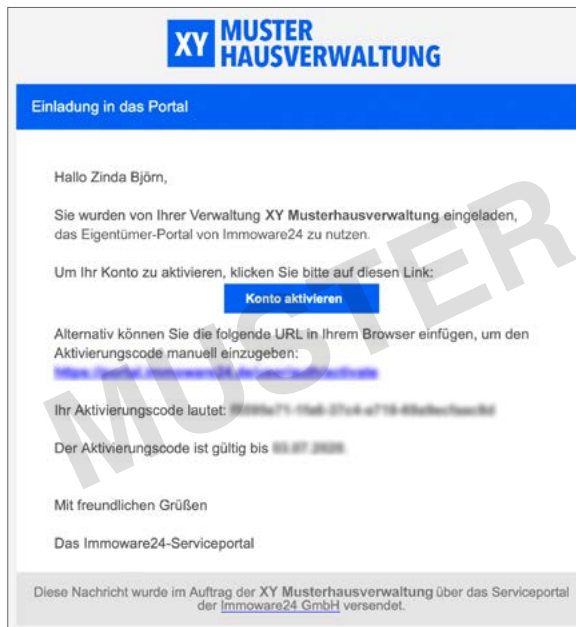 XY MUSTER
HAUSVERWALTUNG
Einladung in das Portal
Hallo Zinda Björn,
Sie wurden von Ihrer Verwaltung XY Musterhausverwaltung eingeladen,
das Eigentümer-Portal von Immoware24 zu nutzen.
Um Ihr Konto zu aktivieren, klicken Sie bitte auf diesen Link:
Konto aktivieren
Alternativ können Sie die folgende URL in Ihrem Browser einfügen, um den
Aktivierungscode manuell einzugeben:
Ihr Aktivierungscode lautet:
Der Aktivierungscode ist gültig bis
Mit freundlichen Grüßen
Das Immoware24-Serviceportal
Diese Nachricht wurde im Auftrag der XY Musterhausverwaltung über das Serviceportal
der Immoware24 GmbH versendet.
MUSTER